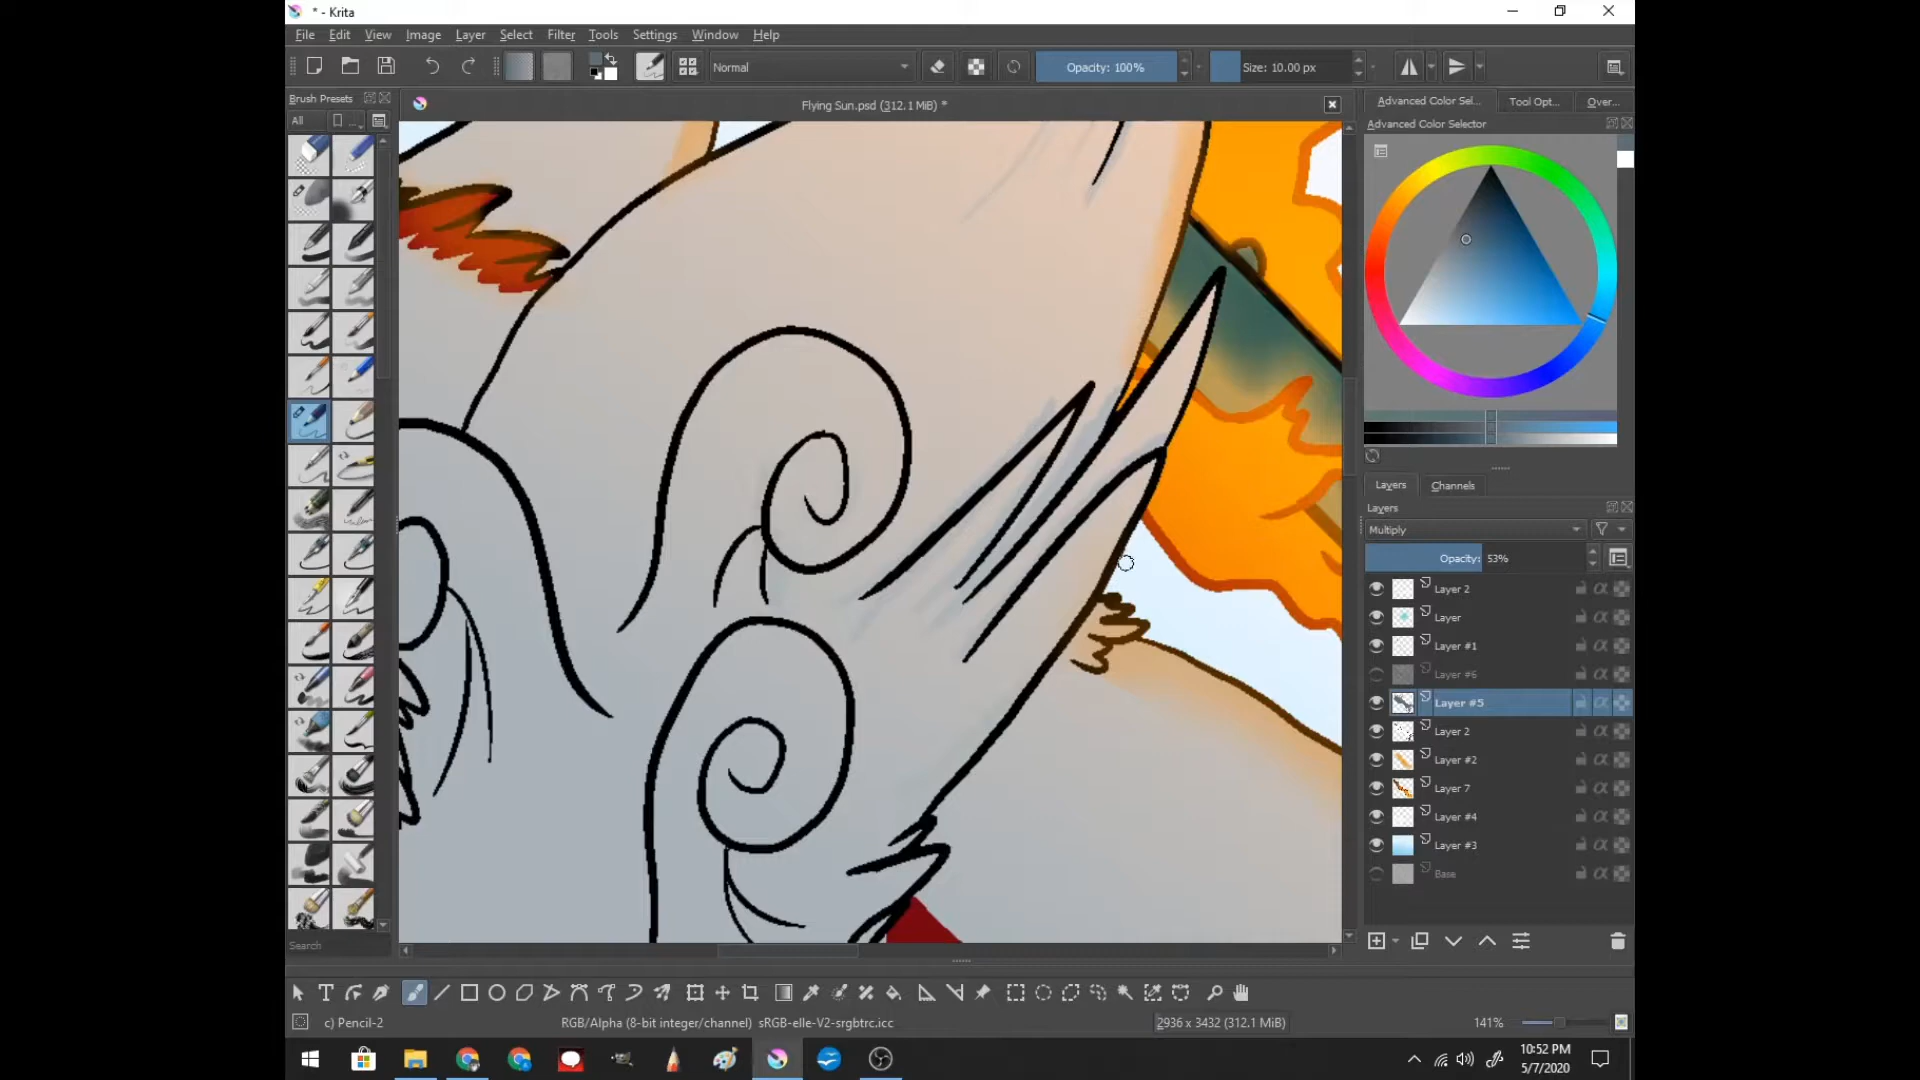 * - Krita
File Edit View Image Layer Select Filter Tools Settings Window Help
Normal
Opacity: 100%
Size: 10.00 px
Brush Presets
Flying Sun.psd (312.1 MiB) *
Advanced Color Sel... Tool Opt... Over...
All
...
Advanced Color Selector
Layers Channels
Layers
Multiply
Opacity: 53%
Layer 2
Layer
Layer #1
Layer #6
Layer #5
Layer 2
Layer #2
Layer 7
Layer #4
Layer #3
Base
Search
c) Pencil-2
RGB/Alpha (8-bit integer/channel) sRGB-elle-V2-srgbtrc.icc
2936 x 3432 (312.1 MiB)
141%
10:52 PM
5/7/2020